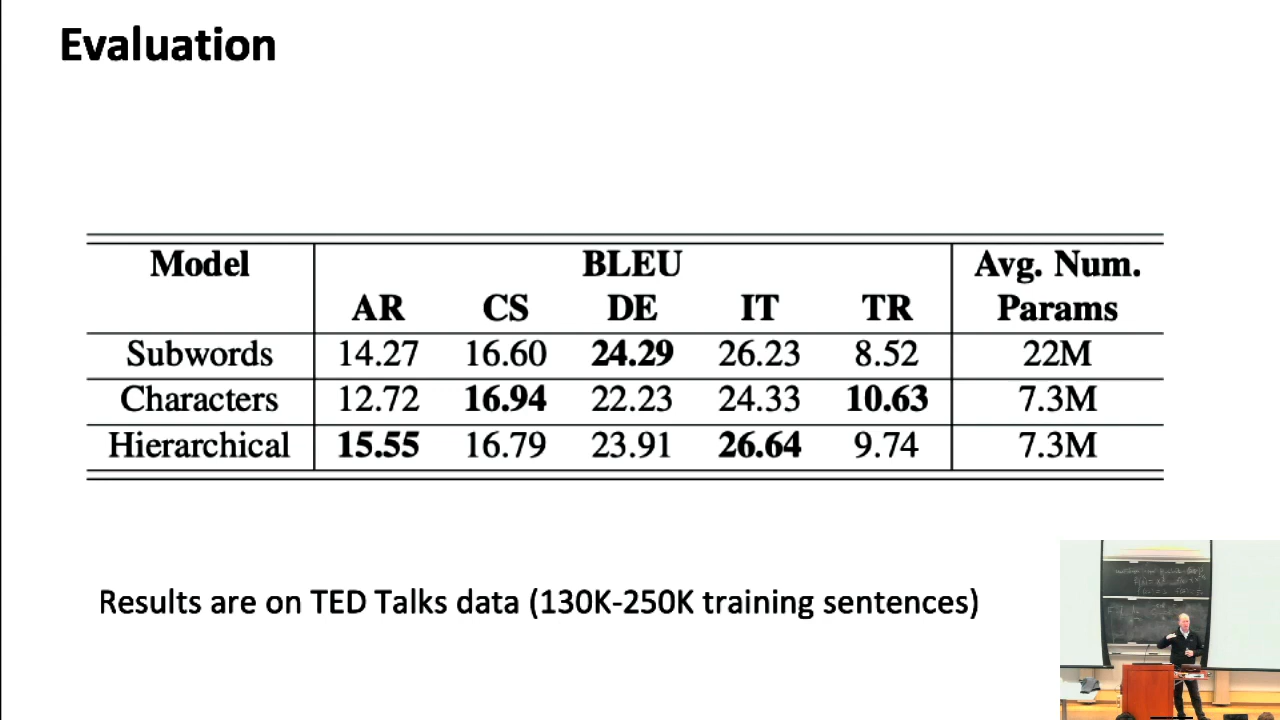 Evaluation
Model BLEU Avg. Num.
AR CS DE IT TR Params
Subwords 14.27 16.60 24.29 26.23 8.52 22M
Characters 12.72 16.94 22.23 24.33 10.63 7.3M
Hierarchical 15.55 16.79 23.91 26.64 9.74 7.3M
Results are on TED Talks data (130K-250K training sentences)